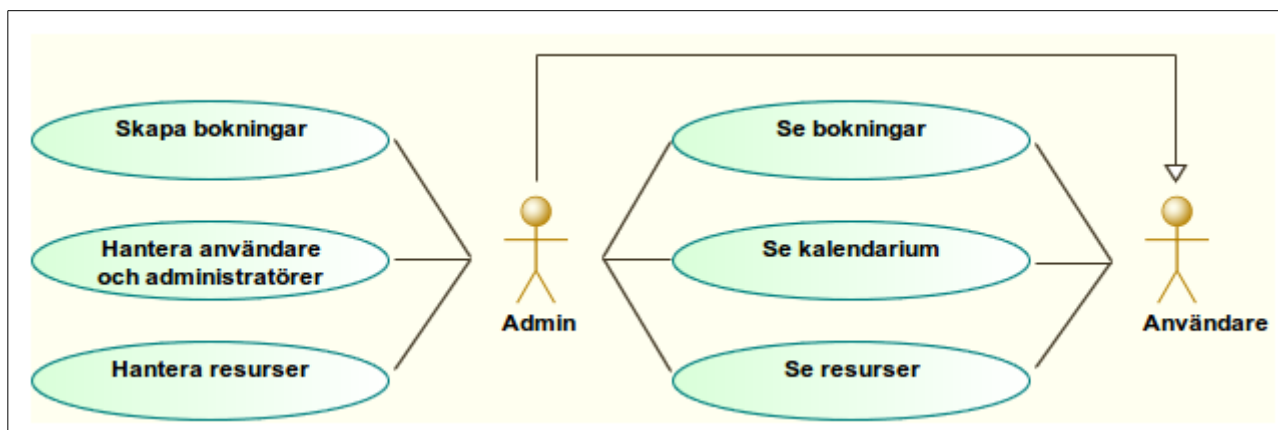 Skapa bokningar
Se bokningar
Hantera användare
och administratörer
Se kalendarium
Admin
Användare
Hantera resurser
Se resurser